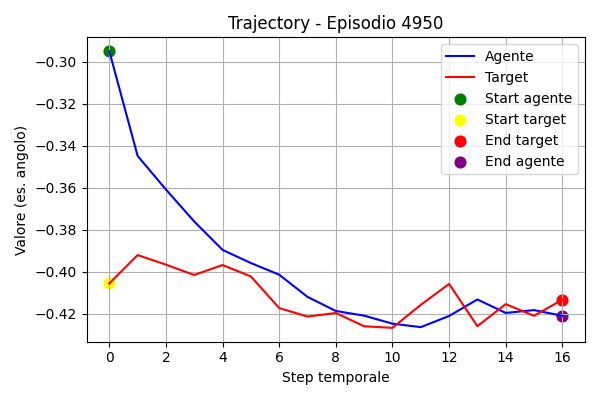 Trajectory - Episodio 4950
Valore (es. angolo)
−0.30
−0.32
−0.34
−0.36
−0.38
−0.40
−0.42
Agente
Target
Start agente
Start target
End target
End agente
0 2 4 6 8 10 12 14 16
Step temporale